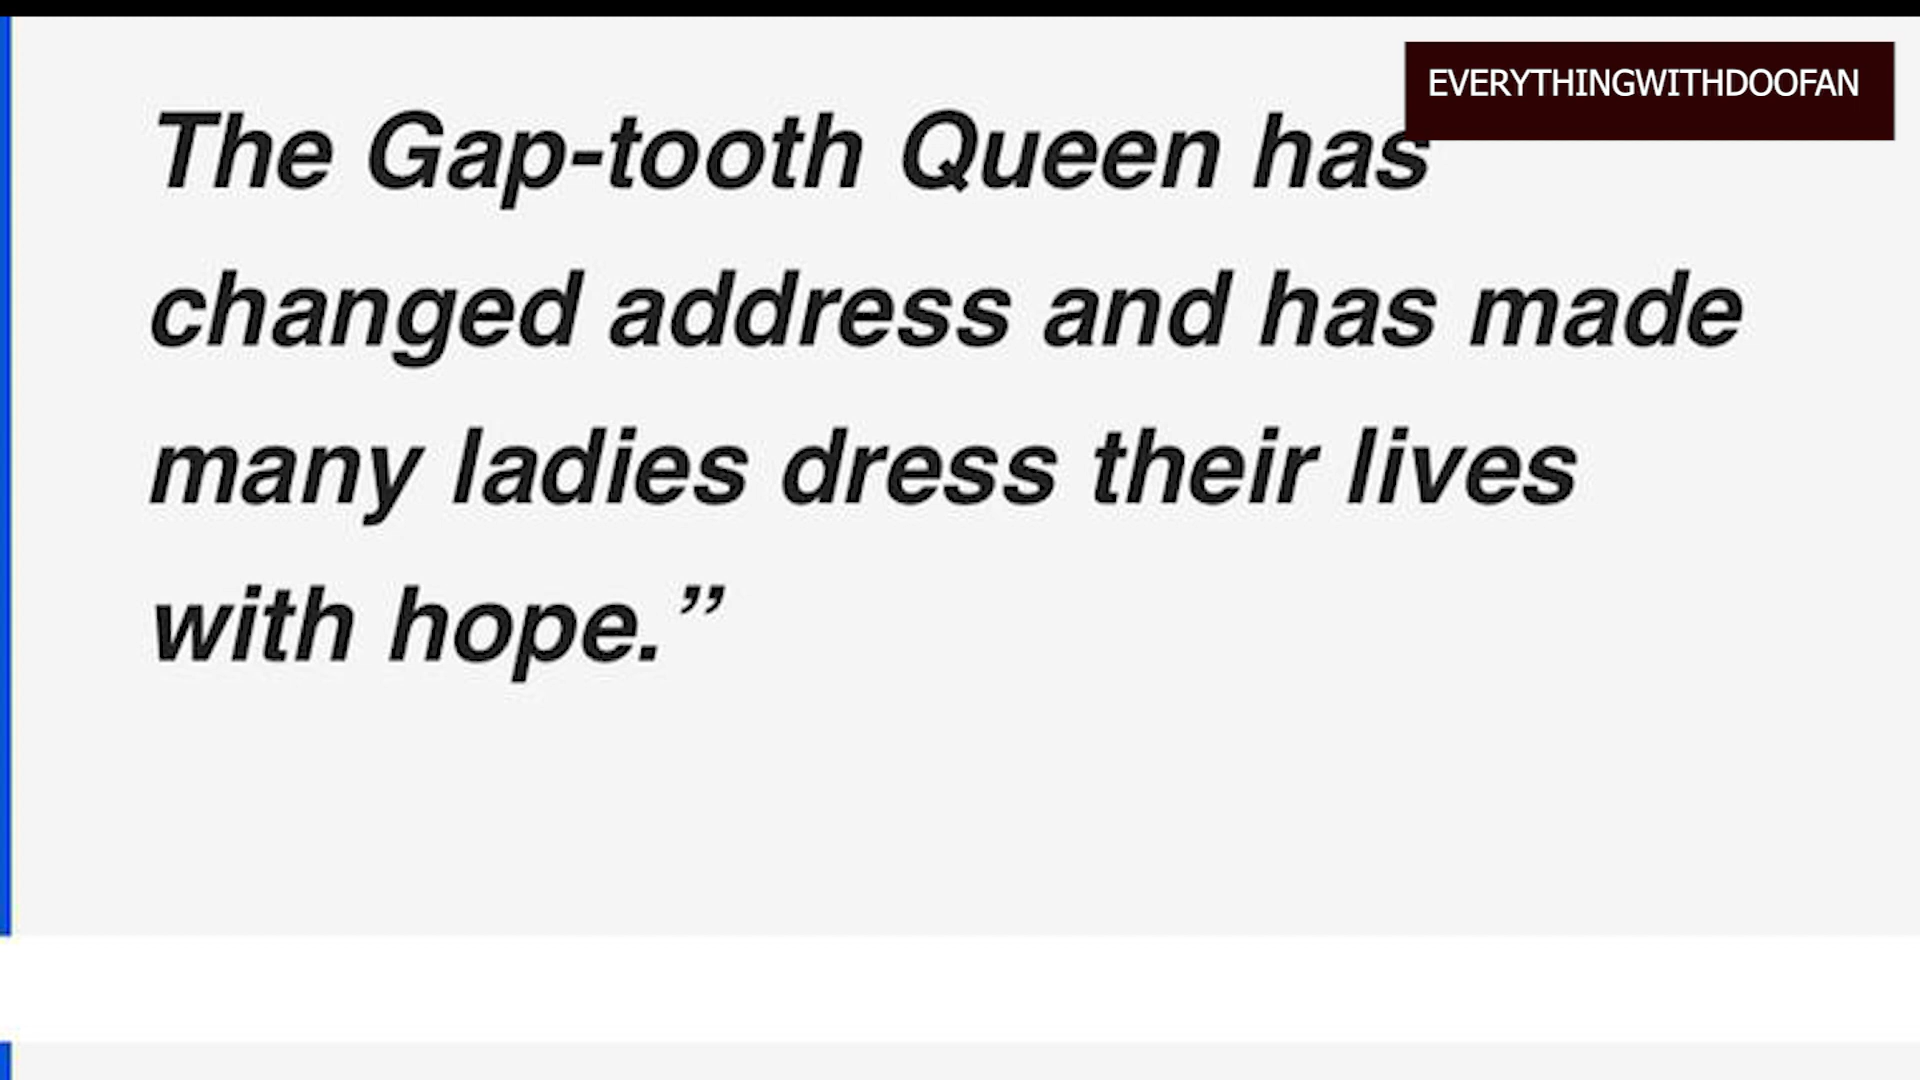 EVERYTHINGWITHDOOFAN
The Gap-tooth Queen has
changed address and has made
many ladies dress their lives
with hope.”